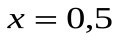 x = 0,5